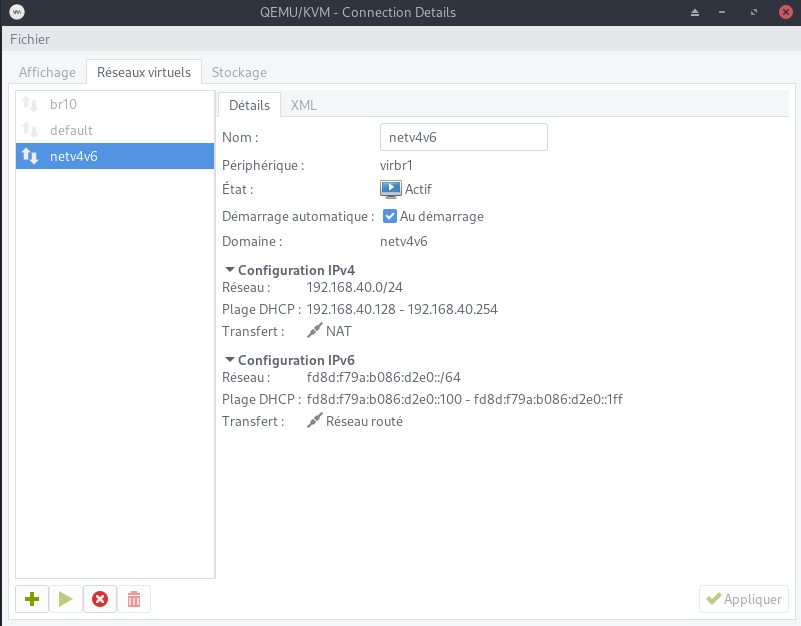 QEMU/KVM - Connection Details
Fichier
Affichage Réseaux virtuels Stockage
br10
default
netv4v6
Détails XML
Nom : netv4v6
Périphérique : virbr1
État : Actif
Démarrage automatique : Au démarrage
Domaine : netv4v6
Configuration IPv4
Réseau : 192.168.40.0/24
Plage DHCP : 192.168.40.128 - 192.168.40.254
Transfert : NAT
Configuration IPv6
Réseau : fd8d:f79a:b086:d2e0::/64
Plage DHCP : fd8d:f79a:b086:d2e0::100 - fd8d:f79a:b086:d2e0::1ff
Transfert : Réseau routé
Appliquer